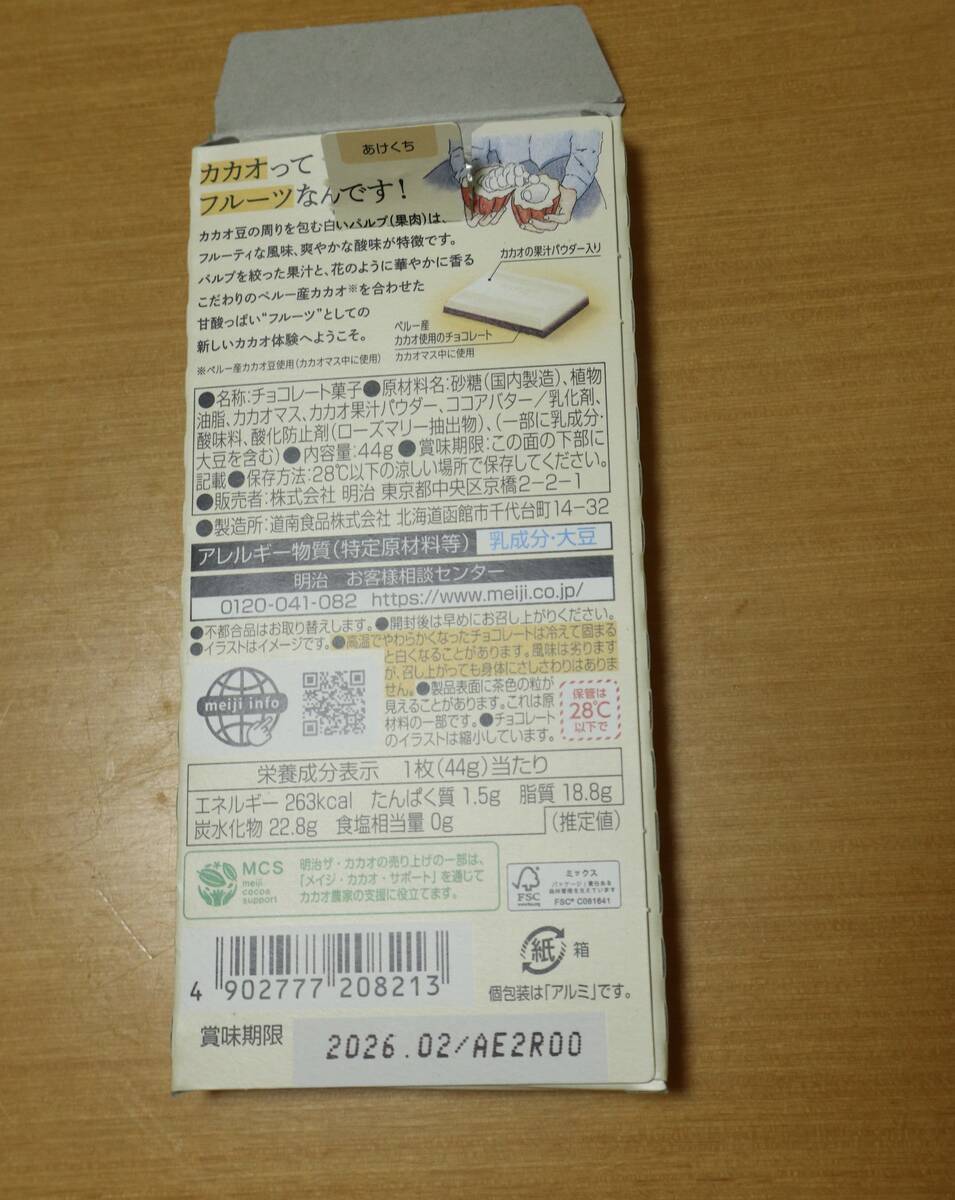 あけくち
カカオって
フルーツなんです!
カカオ豆の周りを包む白いパルプ(果肉)は、
フルーティな風味、爽やかな酸味が特徴です。
パルプを絞った果汁と、花のように華やかに香る
こだわりのペルー産カカオ※を合わせた
甘酸っぱい“フルーツ”としての
新しいカカオ体験へようこそ。
※ペルー産カカオ豆使用(カカオマス中に使用)
カカオの果汁パウダー入り
ペルー産
カカオ使用のチョコレート
カカオマス中に使用
●名称:チョコレート菓子●原材料名:砂糖(国内製造)、植物
油脂、カカオマス、カカオ果汁パウダー、ココアバター/乳化剤、
酸味料、酸化防止剤(ローズマリー抽出物)、(一部に乳成分・
大豆を含む)●内容量:44g●賞味期限:この面の下部に
記載●保存方法:28℃以下の涼しい場所で保存してください。
●販売者:株式会社 明治 東京都中央区京橋2-2-1
●製造所:道南食品株式会社 北海道函館市千代台町14-32
アレルギー物質(特定原材料等) 乳成分・大豆
明治 お客様相談センター
0120-041-082 https://www.meiji.co.jp/
●不都合品はお取り替えします。●開封後は早めにお召し上がりください。
●イラストはイメージです。●高温でやわらかくなったチョコレートは冷えて固まる
と白くなることがあります。風味は劣ります
が、召し上がっても身体にさしさわりはありま
せん。●製品表面に茶色の粒が
見えることがあります。これは原
材料の一部です。●チョコレート
のイラストは縮小しています。
meiji info
保管は
28℃
以下で
栄養成分表示 1枚(44g)当たり
エネルギー 263kcal たんぱく質 1.5g 脂質 18.8g
炭水化物 22.8g 食塩相当量 0g (推定値)
MCS
meiji
cocoa
support
明治ザ・カカオの売り上げの一部は、
「メイジ・カカオ・サポート」を通じて
カカオ農家の支援に役立てます。
FSC
www.fsc.org
ミックス
パッケージ|責任ある
森林管理を支えています
FSC® C081641
紙 箱
個包装は「アルミ」です。
4 902777 208213
賞味期限 2026.02/AE2R00